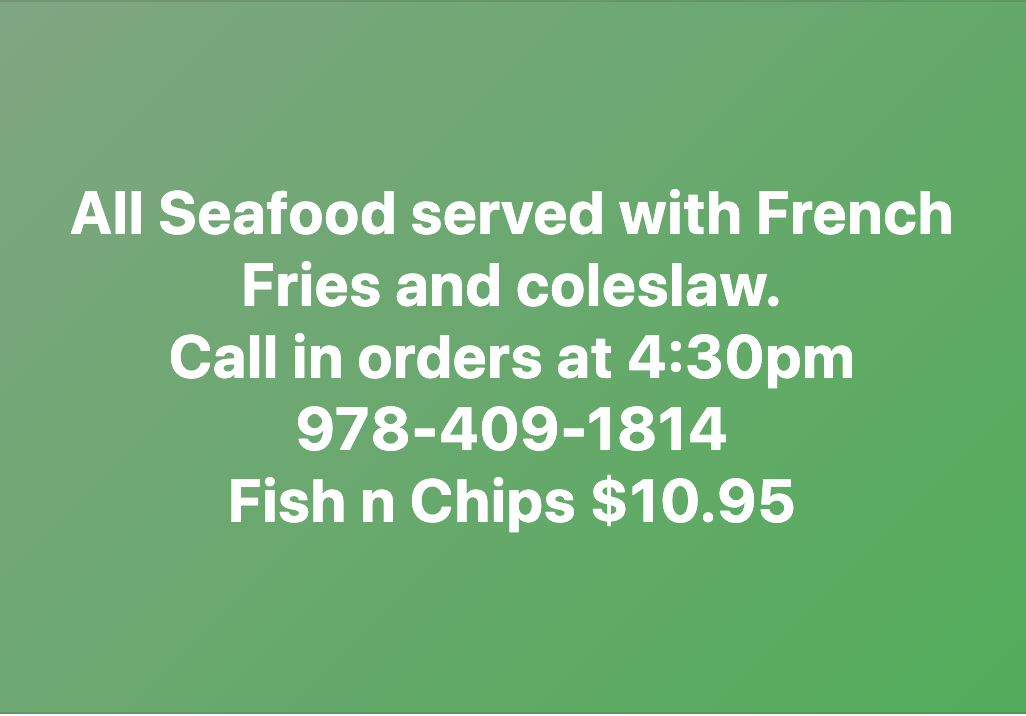 All Seafood served with French
Fries and coleslaw.
Call in orders at 4:30pm
978-409-1814
Fish n Chips $10.95